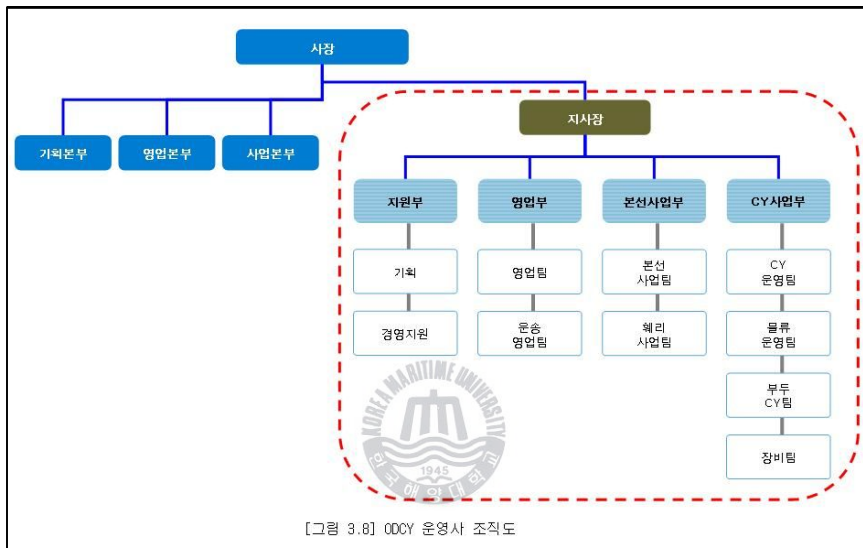 사장
지사장
기획본부
영업본부
사업본부
지원부
영업부
본선사업부
CY사업부
기획
영업팀
본선
사업팀
CY
운영팀
경영지원
운송
영업팀
훼리
사업팀
물류
운영팀
부두
CY팀
장비팀
KOREA MARITIME UNIVERSITY
1945
한국해양대학교
[그림 3.8] ODCY 운영사 조직도